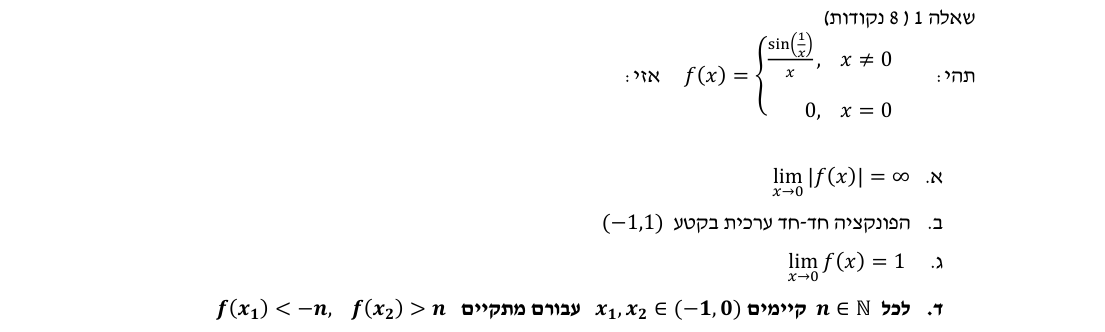 שאלה 1 ( 8 נקודות)
תהי: f(x) = { sin(1/x)/x, x ≠ 0 ; 0, x = 0 אזי:
א. lim_{x→0} |f(x)| = ∞
ב. הפונקציה חד-חד ערכית בקטע (−1,1)
ג. lim_{x→0} f(x) = 1
ד. לכל n ∈ ℕ קיימים x₁, x₂ ∈ (−1, 0) עבורם מתקיים f(x₁) < −n, f(x₂) > n